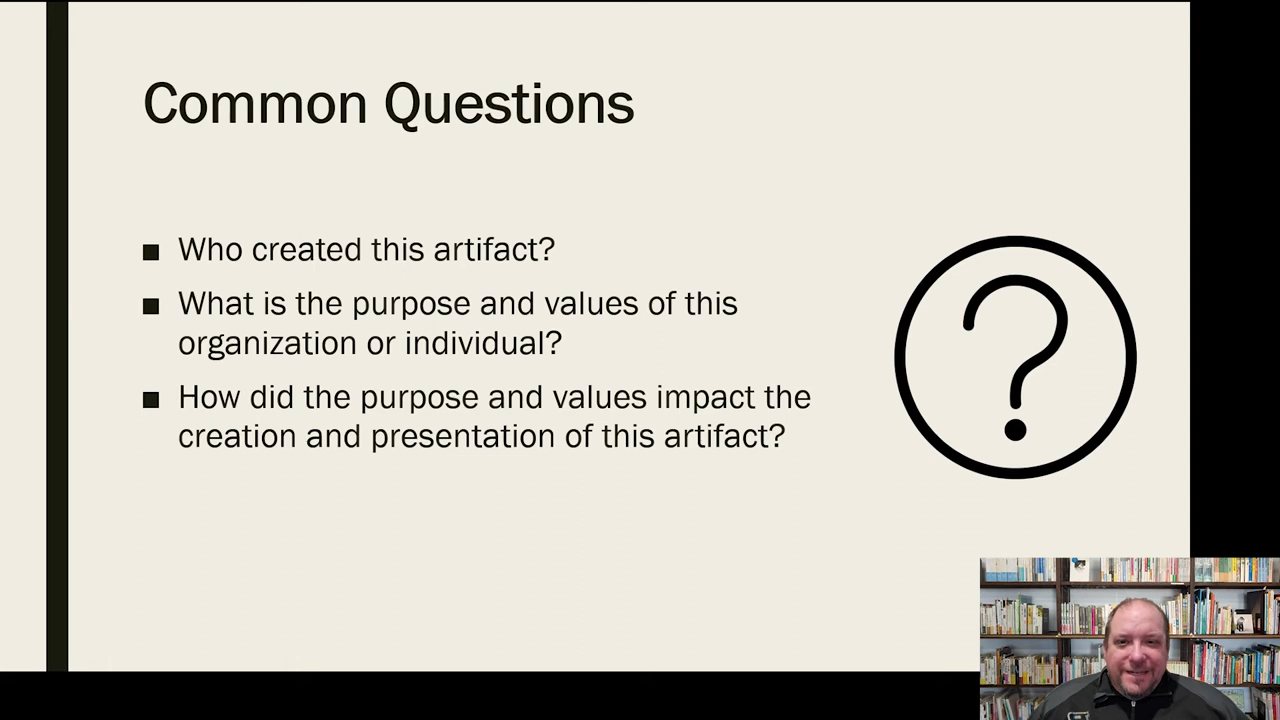 Common Questions
Who created this artifact?
What is the purpose and values of this
organization or individual?
How did the purpose and values impact the
creation and presentation of this artifact?